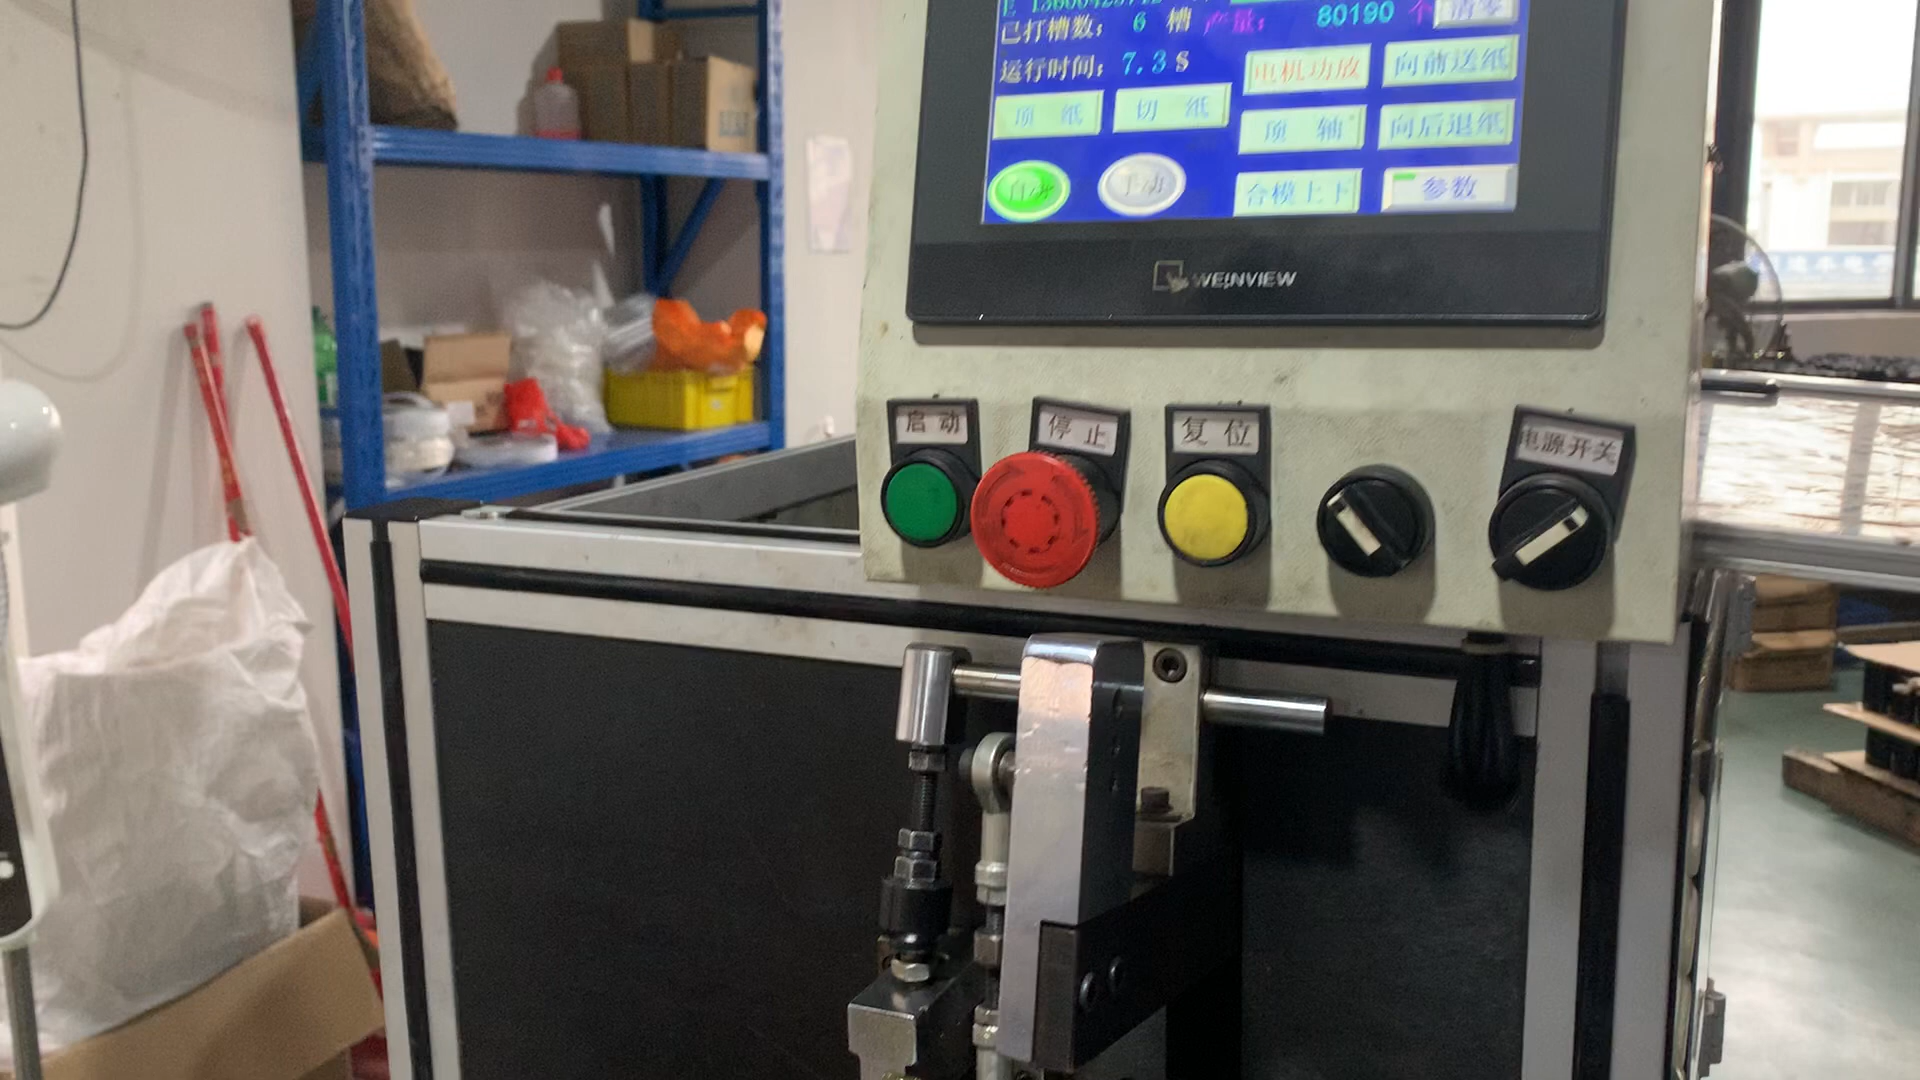 已打槽数: 6 槽 产量: 80190 个 清零
运行时间: 7.3 S
电机功放 向前送纸
顶 纸 切 纸
顶 轴 向后退纸
自动 手动 合模上下 参数
WEINVIEW
启动 停止 复位 电源开关